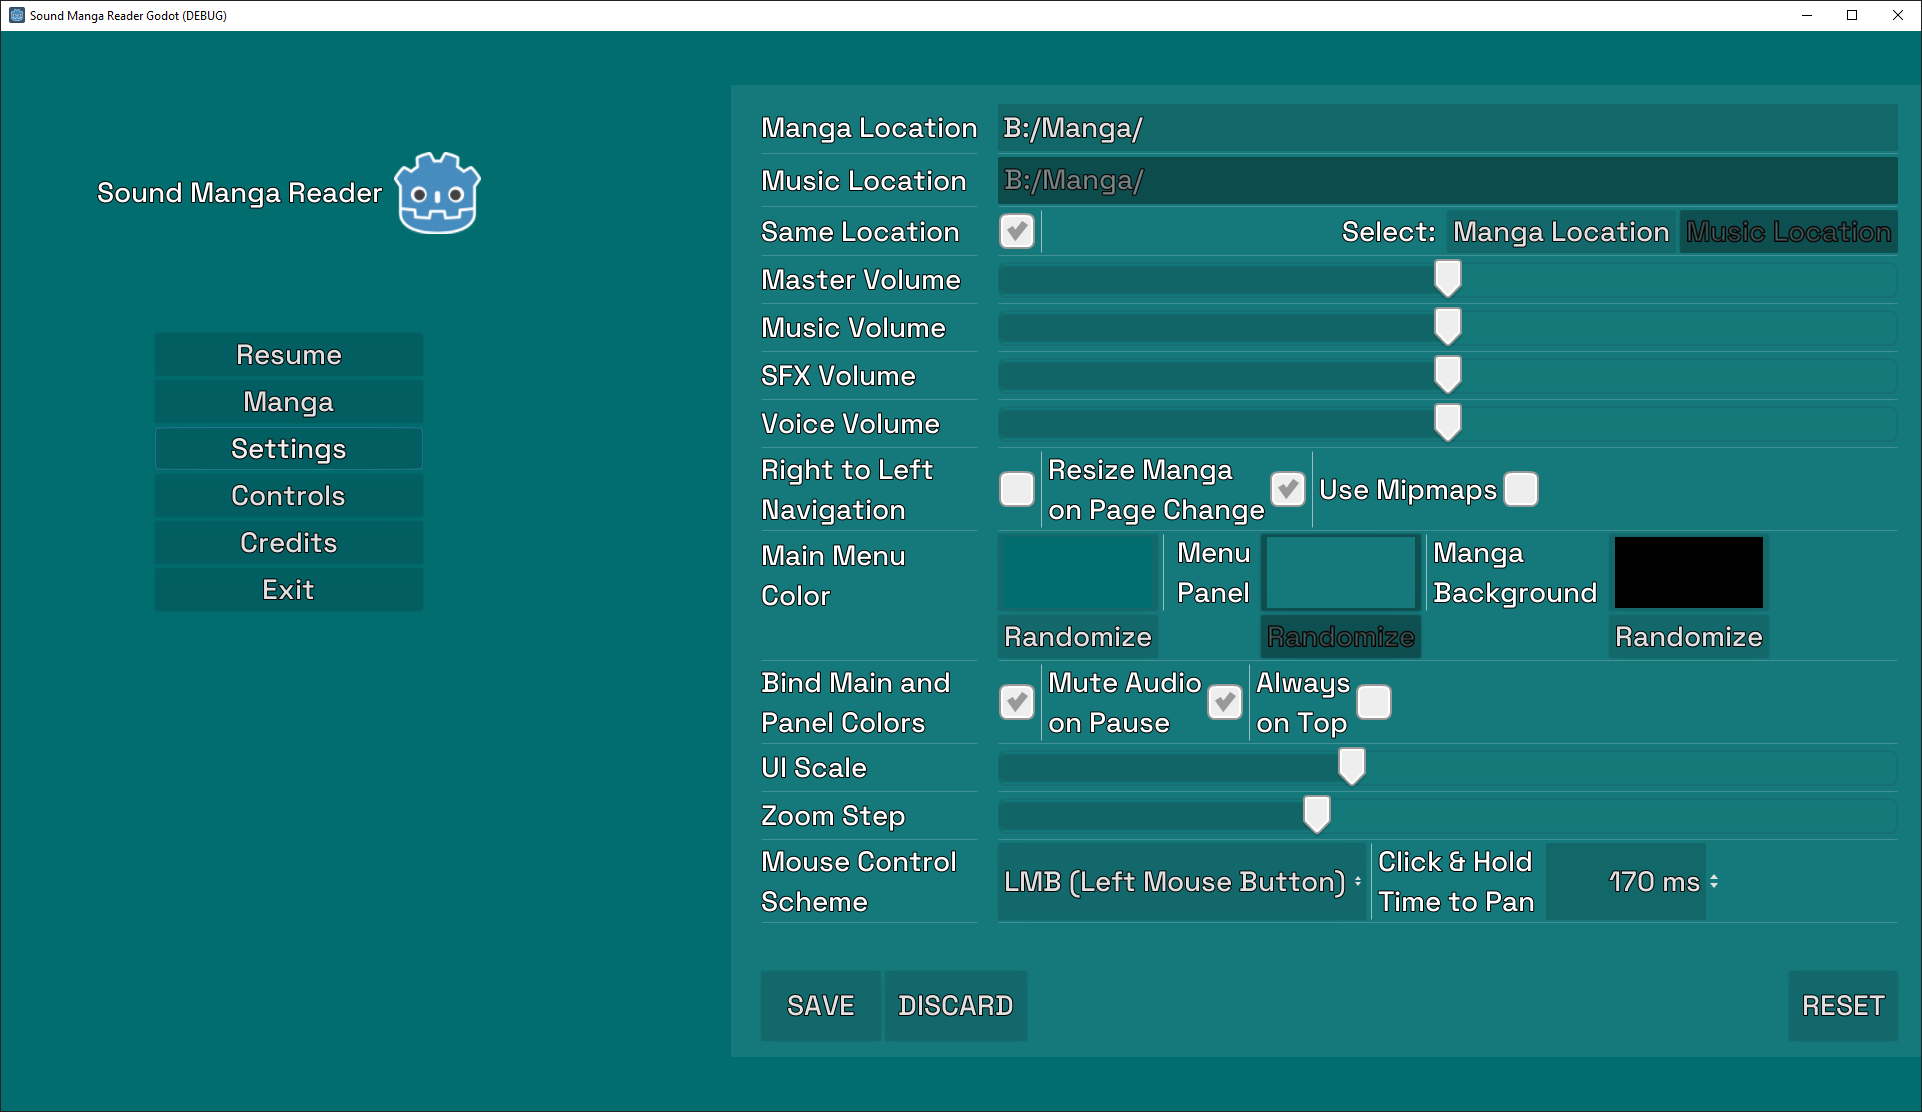 Sound Manga Reader Godot (DEBUG)
Sound Manga Reader
Resume
Manga
Settings
Controls
Credits
Exit
Manga Location B:/Manga/
Music Location B:/Manga/
Same Location Select: Manga Location Music Location
Master Volume
Music Volume
SFX Volume
Voice Volume
Right to Left
Navigation
Resize Manga
on Page Change
Use Mipmaps
Main Menu
Color
Menu
Panel
Manga
Background
Randomize Randomize Randomize
Bind Main and
Panel Colors
Mute Audio
on Pause
Always
on Top
UI Scale
Zoom Step
Mouse Control
Scheme
LMB (Left Mouse Button)
Click & Hold
Time to Pan
170 ms
SAVE DISCARD RESET